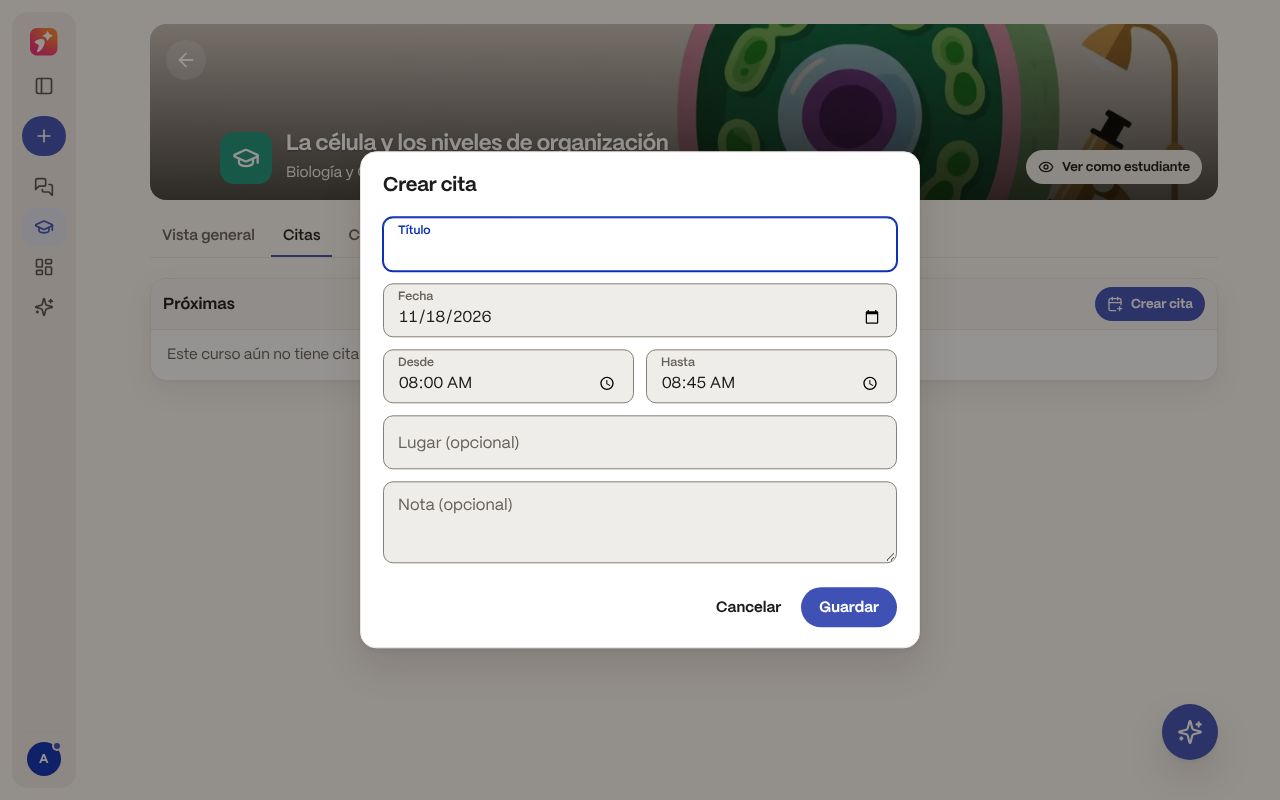 La célula y los niveles de organización
Biología y
Ver como estudiante
Vista general
Citas
Próximas
Crear cita
Este curso aún no tiene
Crear cita
Título
Fecha
11/18/2026
Desde
08:00 AM
Hasta
08:45 AM
Lugar (opcional)
Nota (opcional)
Cancelar
Guardar
A